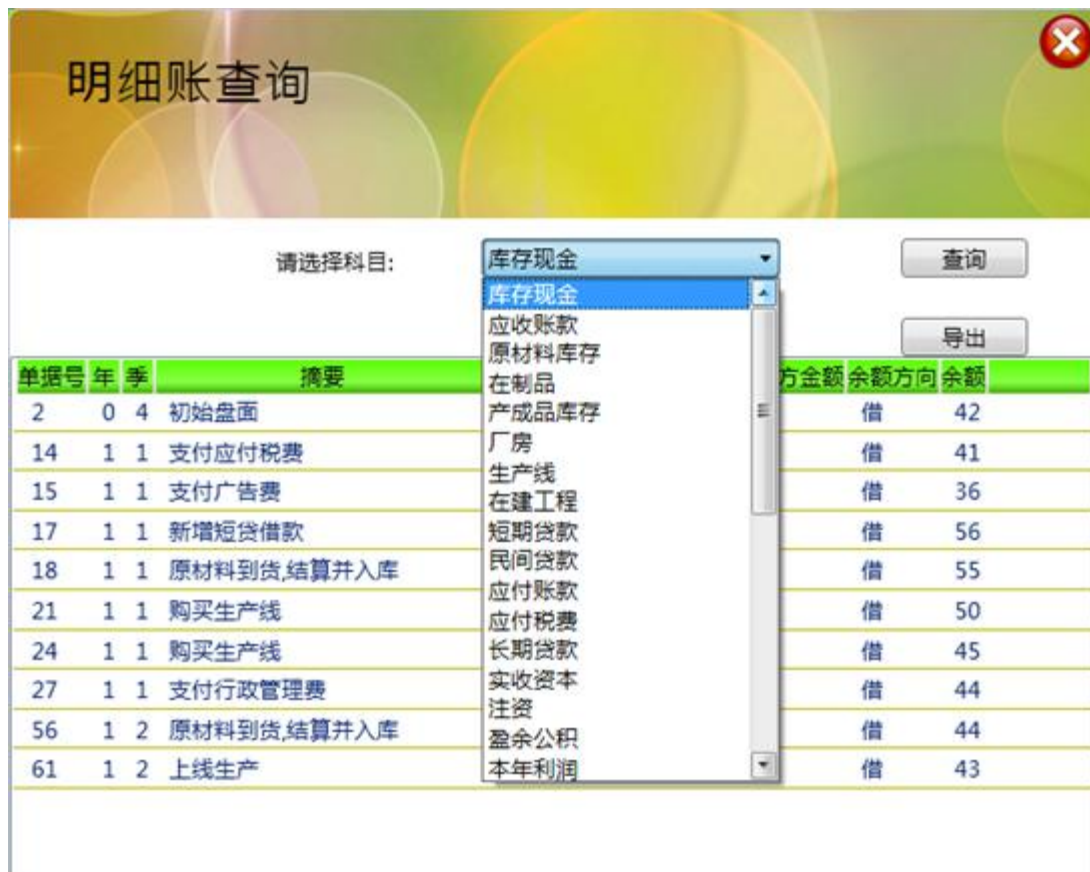 明细账查询
请选择科目:
库存现金
查询
导出
库存现金
应收账款
原材料库存
在制品
产成品库存
厂房
生产线
在建工程
短期贷款
民间贷款
应付账款
应付税费
长期贷款
实收资本
注资
盈余公积
本年利润
单据号 年 季 摘要 方金额 余额方向 余额
2 0 4 初始盘面 借 42
14 1 1 支付应付税费 借 41
15 1 1 支付广告费 借 36
17 1 1 新增短贷借款 借 56
18 1 1 原材料到货,结算并入库 借 55
21 1 1 购买生产线 借 50
24 1 1 购买生产线 借 45
27 1 1 支付行政管理费 借 44
56 1 2 原材料到货,结算并入库 借 44
61 1 2 上线生产 借 43